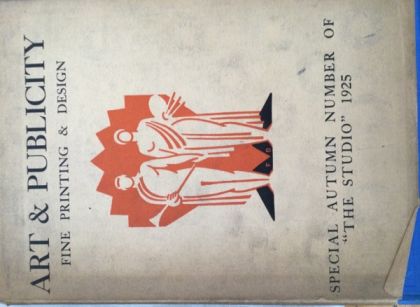 ART & PUBLICITY
FINE PRINTING & DESIGN
F B
SPECIAL AUTUMN NUMBER OF
"THE STUDIO" 1925